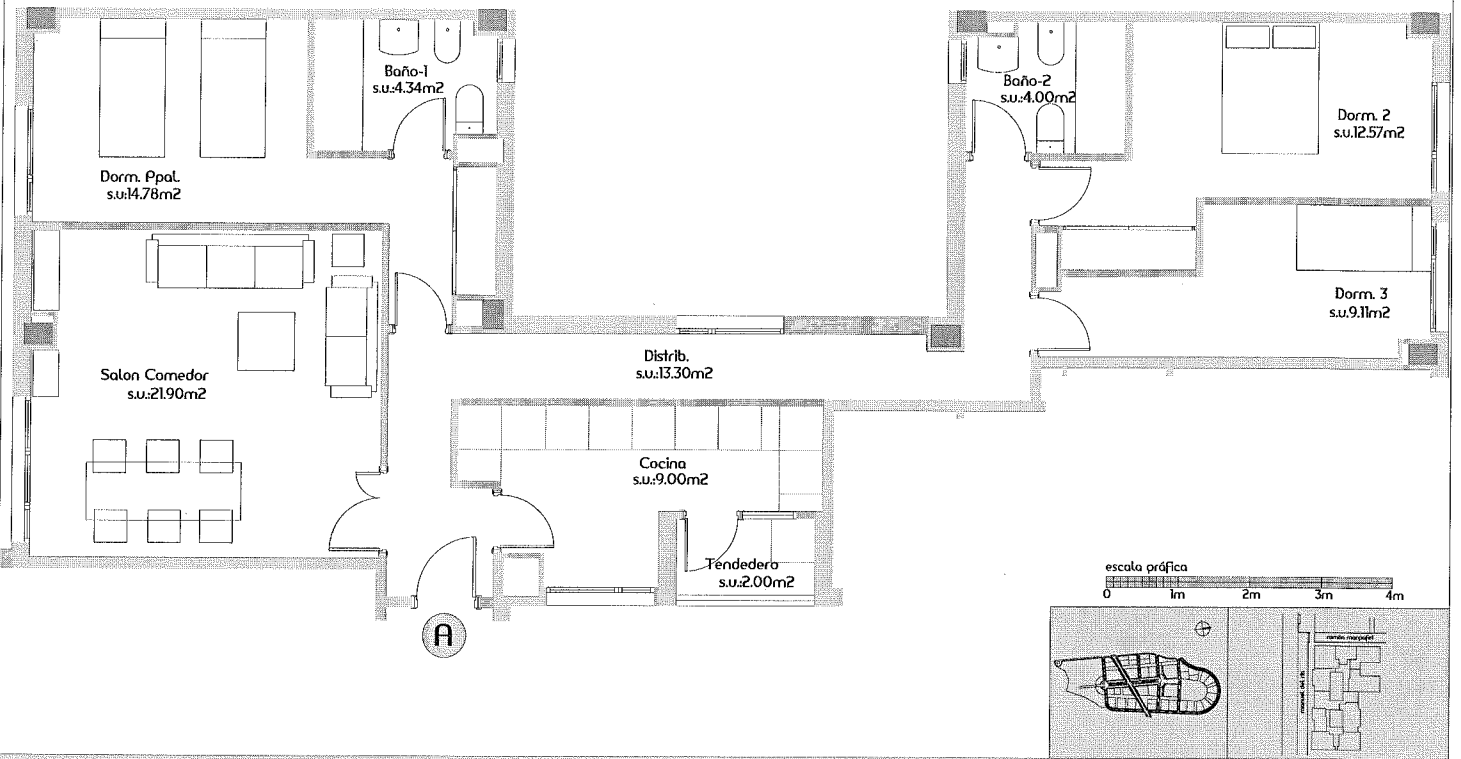 Baño-1
s.u.:4.34m2
Baño-2
s.u.:4.00m2
Dorm. 2
s.u.12.57m2
Dorm. Ppal.
s.u:14.78m2
Dorm. 3
s.u.9.11m2
Salon Comedor
s.u.:21.90m2
Distrib.
s.u.:13.30m2
Cocina
s.u.:9.00m2
Tendedero
s.u.:2.00m2
A
escala gráfica
0 1m 2m 3m 4m